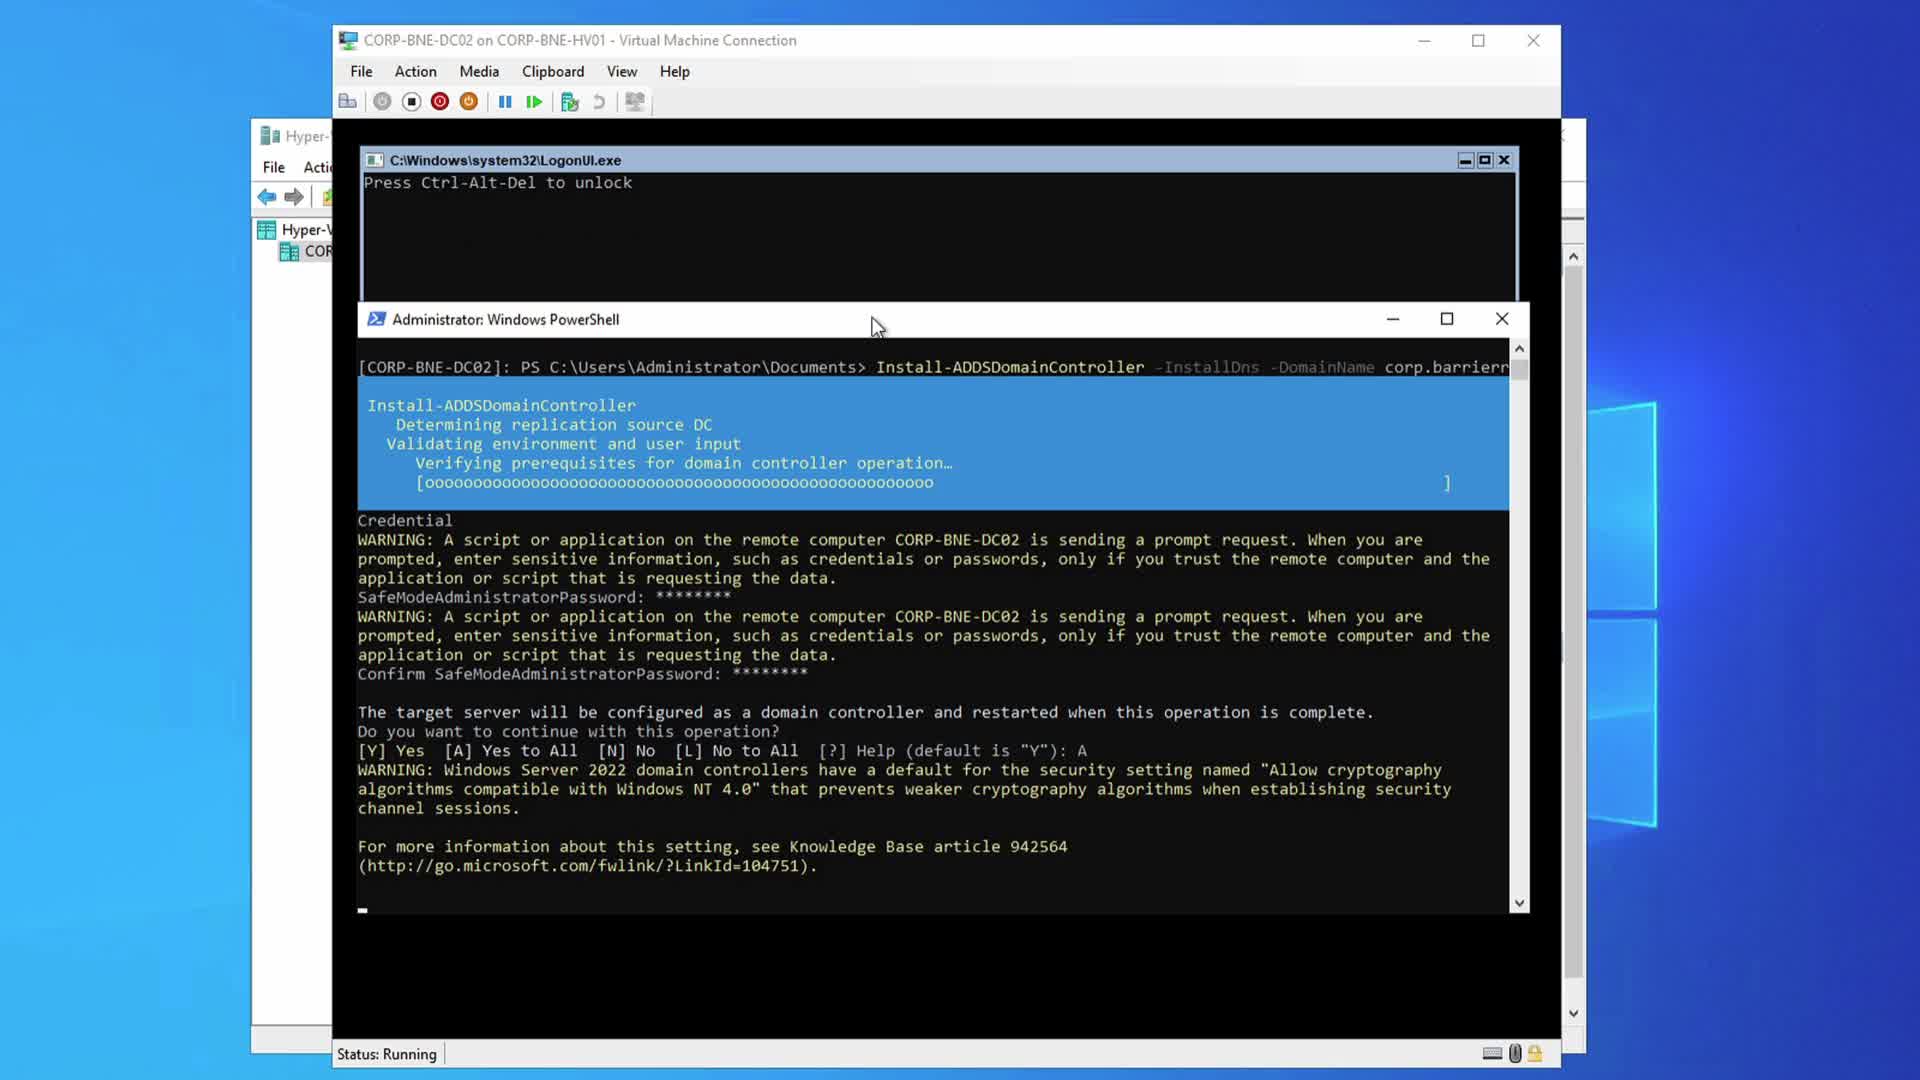 CORP-BNE-DC02 on CORP-BNE-HV01 - Virtual Machine Connection
File Action Media Clipboard View Help
Hyper-
File Acti
Hyper-V
COR
C:\Windows\system32\LogonUI.exe
Press Ctrl-Alt-Del to unlock
Administrator: Windows PowerShell
[CORP-BNE-DC02]: PS C:\Users\Administrator\Documents> Install-ADDSDomainController -InstallDns -DomainName corp.barrierr
Install-ADDSDomainController
Determining replication source DC
Validating environment and user input
Verifying prerequisites for domain controller operation…
[ooooooooooooooooooooooooooooooooooooooooooooooooooooo ]
Credential
WARNING: A script or application on the remote computer CORP-BNE-DC02 is sending a prompt request. When you are
prompted, enter sensitive information, such as credentials or passwords, only if you trust the remote computer and the
application or script that is requesting the data.
SafeModeAdministratorPassword: ********
WARNING: A script or application on the remote computer CORP-BNE-DC02 is sending a prompt request. When you are
prompted, enter sensitive information, such as credentials or passwords, only if you trust the remote computer and the
application or script that is requesting the data.
Confirm SafeModeAdministratorPassword: ********
The target server will be configured as a domain controller and restarted when this operation is complete.
Do you want to continue with this operation?
[Y] Yes [A] Yes to All [N] No [L] No to All [?] Help (default is "Y"): A
WARNING: Windows Server 2022 domain controllers have a default for the security setting named "Allow cryptography
algorithms compatible with Windows NT 4.0" that prevents weaker cryptography algorithms when establishing security
channel sessions.
For more information about this setting, see Knowledge Base article 942564
(http://go.microsoft.com/fwlink/?LinkId=104751).
Status: Running